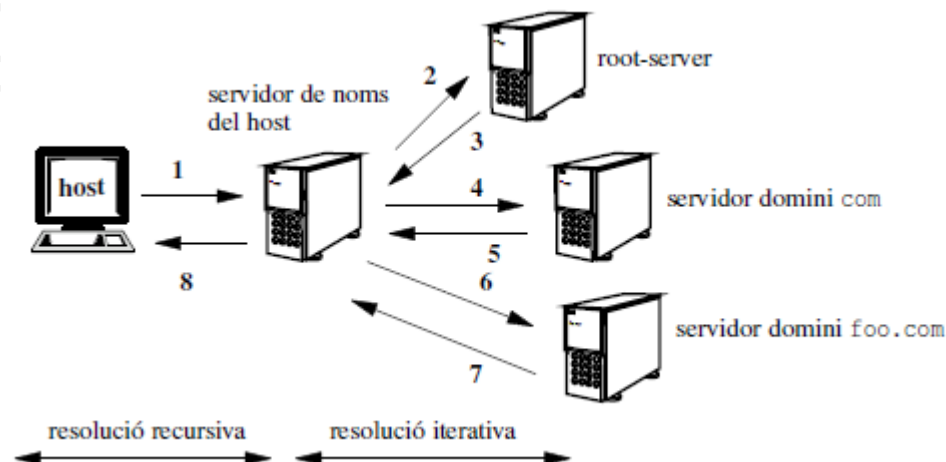 root-server
2
servidor de noms
del host
3
1
host
4
servidor domini com
5
8
6
servidor domini foo.com
7
resolució recursiva
resolució iterativa